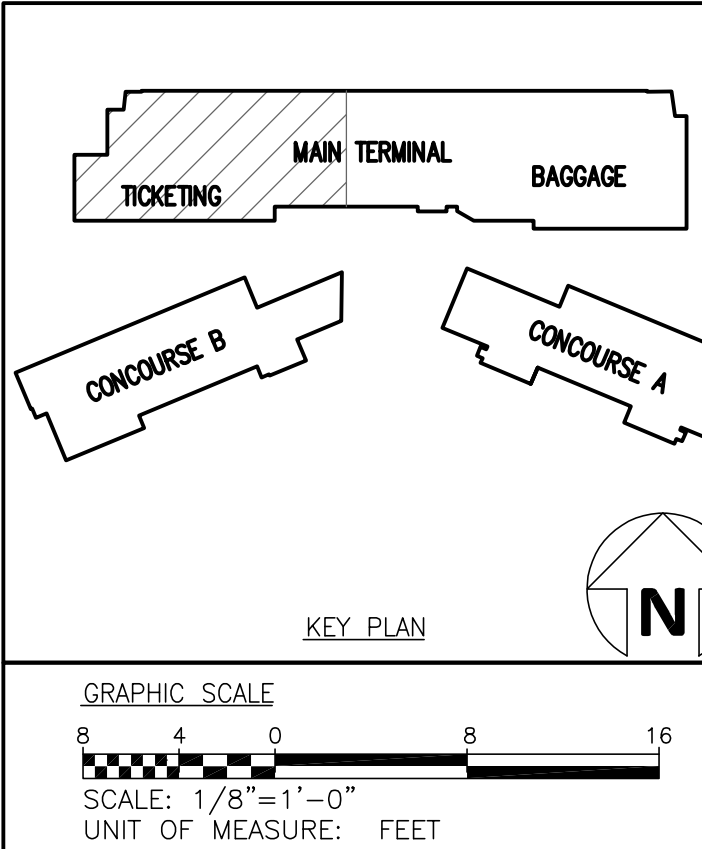 MAIN TERMINAL
BAGGAGE
TICKETING
CONCOURSE B
CONCOURSE A
N
KEY PLAN
GRAPHIC SCALE
8 4 0 8 16
SCALE: 1/8"=1'-0"
UNIT OF MEASURE: FEET